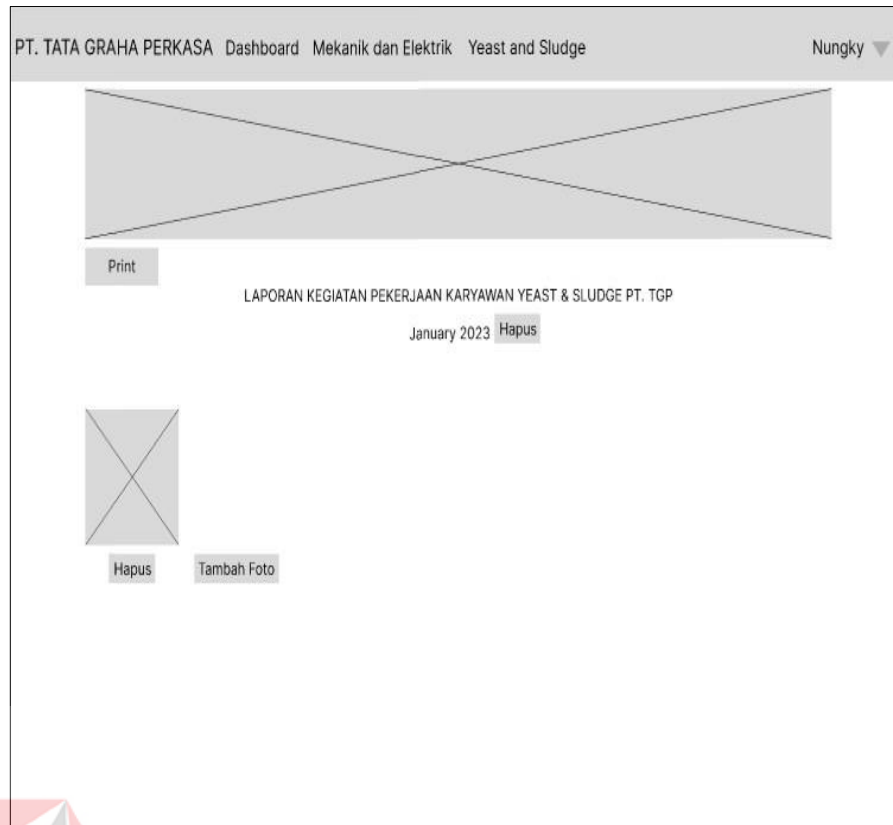 PT. TATA GRAHA PERKASA Dashboard Mekanik dan Elektrik Yeast and Sludge Nungky
Print
LAPORAN KEGIATAN PEKERJAAN KARYAWAN YEAST & SLUDGE PT. TGP
January 2023 Hapus
Hapus Tambah Foto